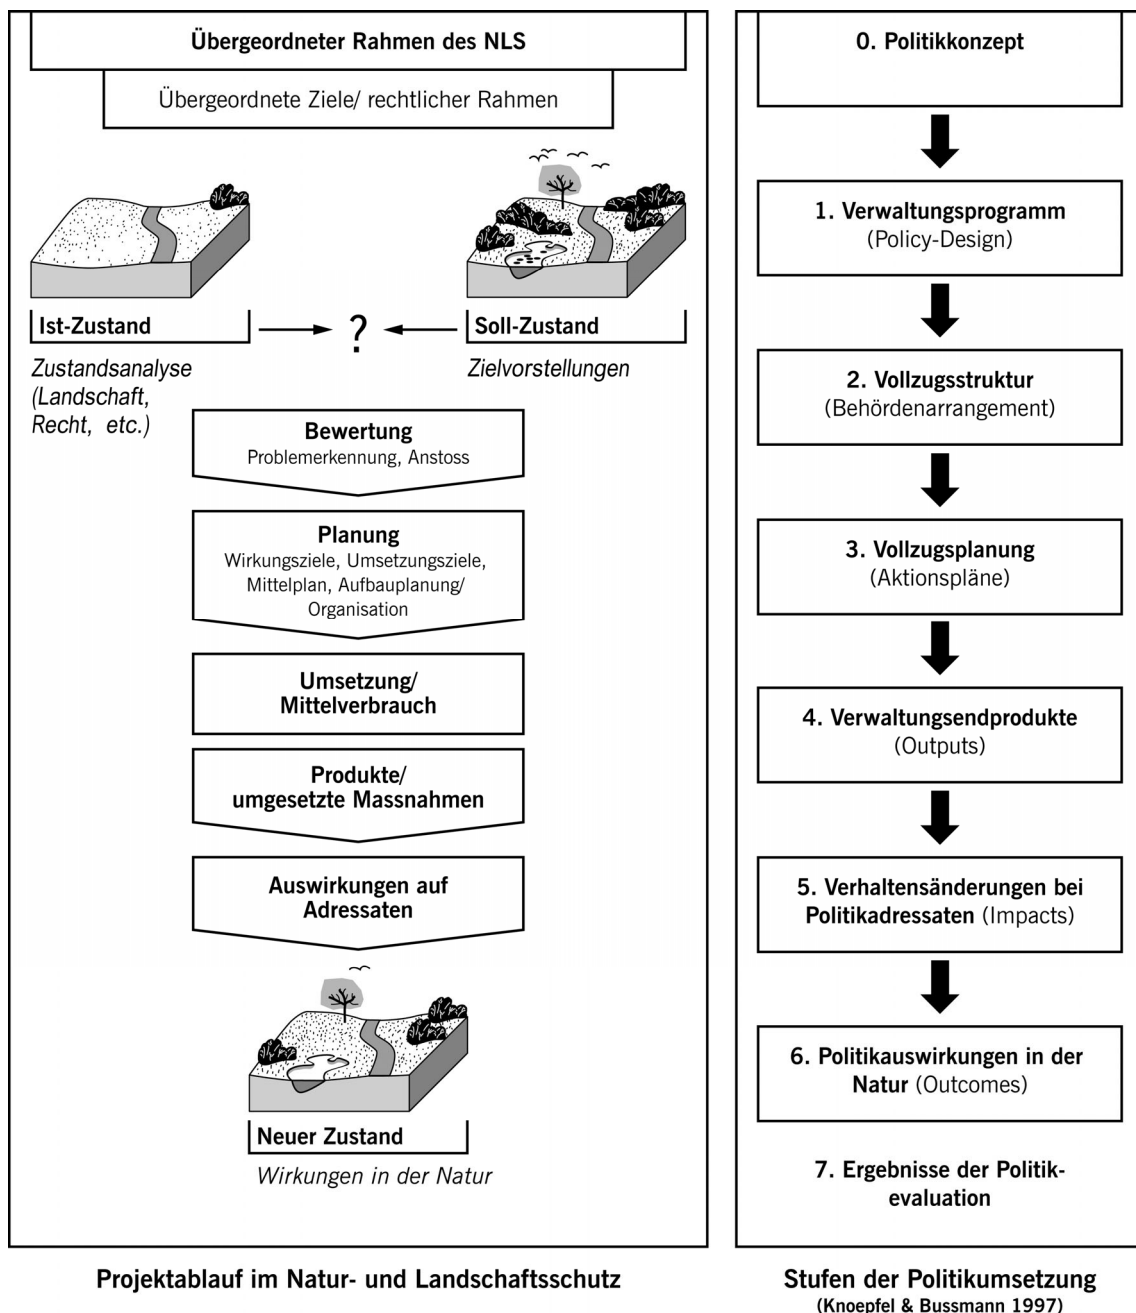 Übergeordneter Rahmen des NLS
Übergeordnete Ziele/ rechtlicher Rahmen
Ist-Zustand
?
Soll-Zustand
Zustandsanalyse
(Landschaft,
Recht, etc.)
Zielvorstellungen
Bewertung
Problemerkennung, Anstoss
Planung
Wirkungsziele, Umsetzungsziele,
Mittelplan, Aufbauplanung/
Organisation
Umsetzung/
Mittelverbrauch
Produkte/
umgesetzte Massnahmen
Auswirkungen auf
Adressaten
Neuer Zustand
Wirkungen in der Natur
Projektablauf im Natur- und Landschaftsschutz
0. Politikkonzept
1. Verwaltungsprogramm
(Policy-Design)
2. Vollzugsstruktur
(Behördenarrangement)
3. Vollzugsplanung
(Aktionspläne)
4. Verwaltungsendprodukte
(Outputs)
5. Verhaltensänderungen bei
Politikadressaten (Impacts)
6. Politikauswirkungen in der
Natur (Outcomes)
7. Ergebnisse der Politik-
evaluation
Stufen der Politikumsetzung
(Knoepfel & Bussmann 1997)